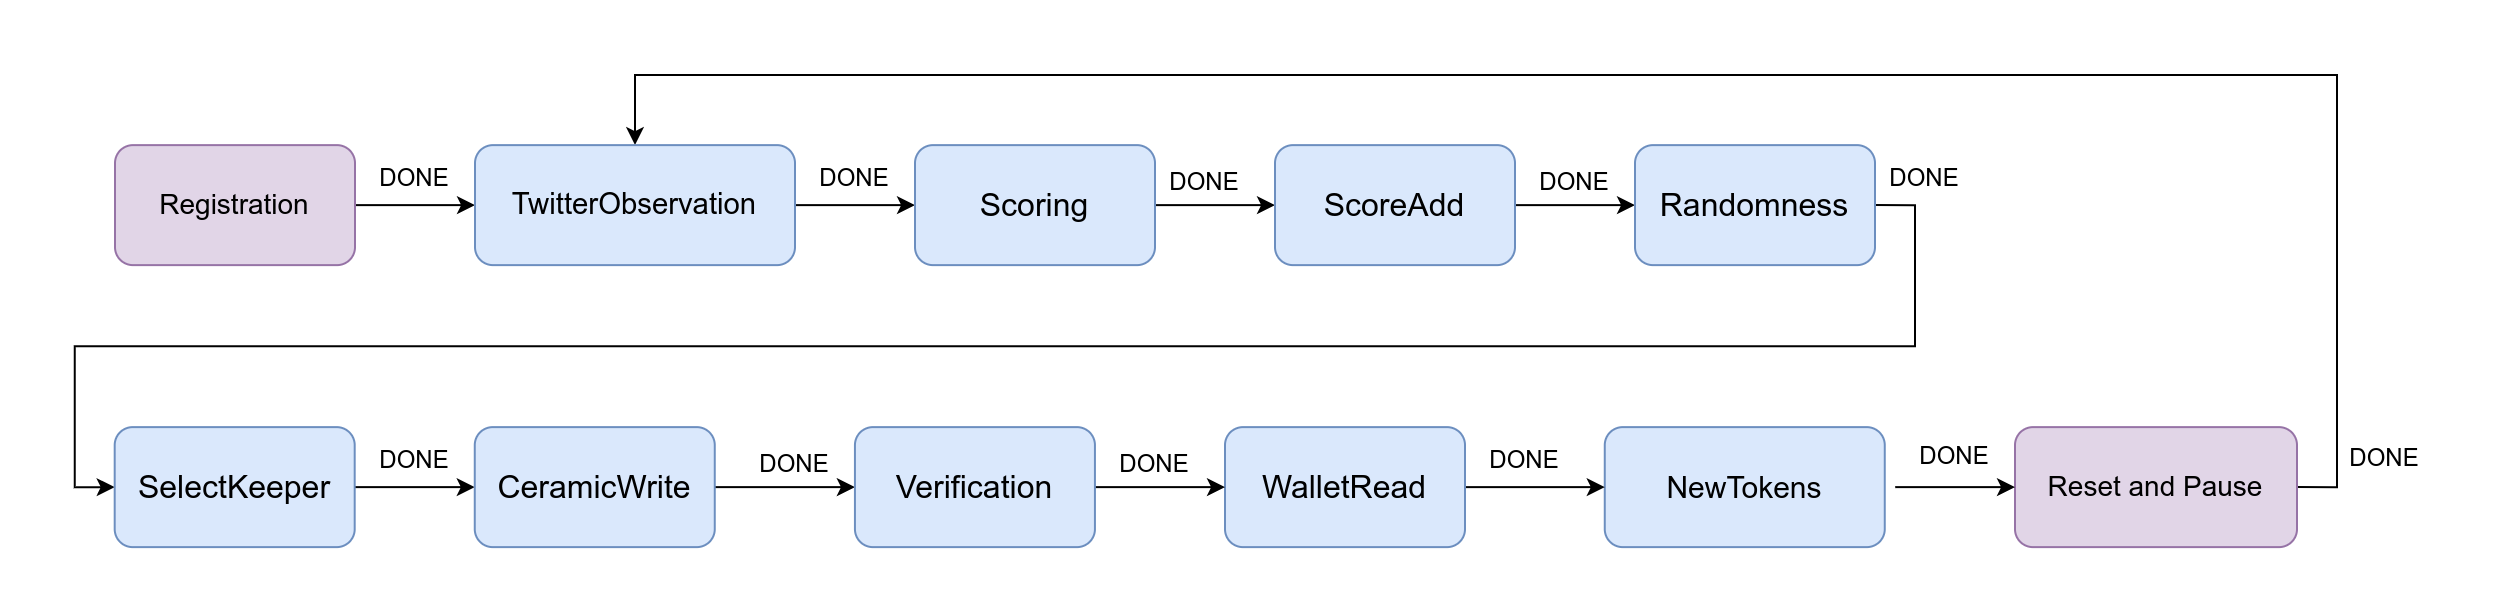 Registration
DONE
TwitterObservation
DONE
Scoring
DONE
ScoreAdd
DONE
Randomness
DONE
SelectKeeper
DONE
CeramicWrite
DONE
Verification
DONE
WalletRead
DONE
NewTokens
DONE
Reset and Pause
DONE